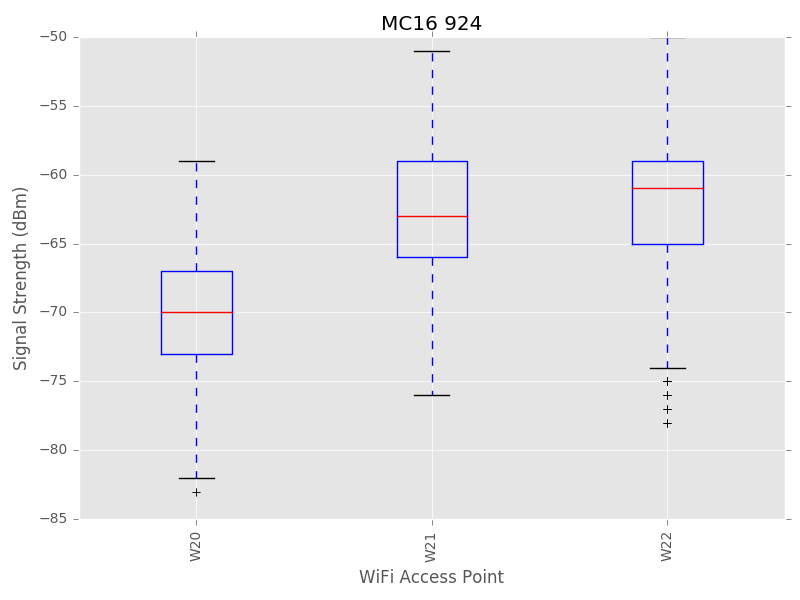 MC16 924
−50
−55
−60
−65
−70
−75
−80
−85
Signal Strength (dBm)
W20
W21
W22
WiFi Access Point